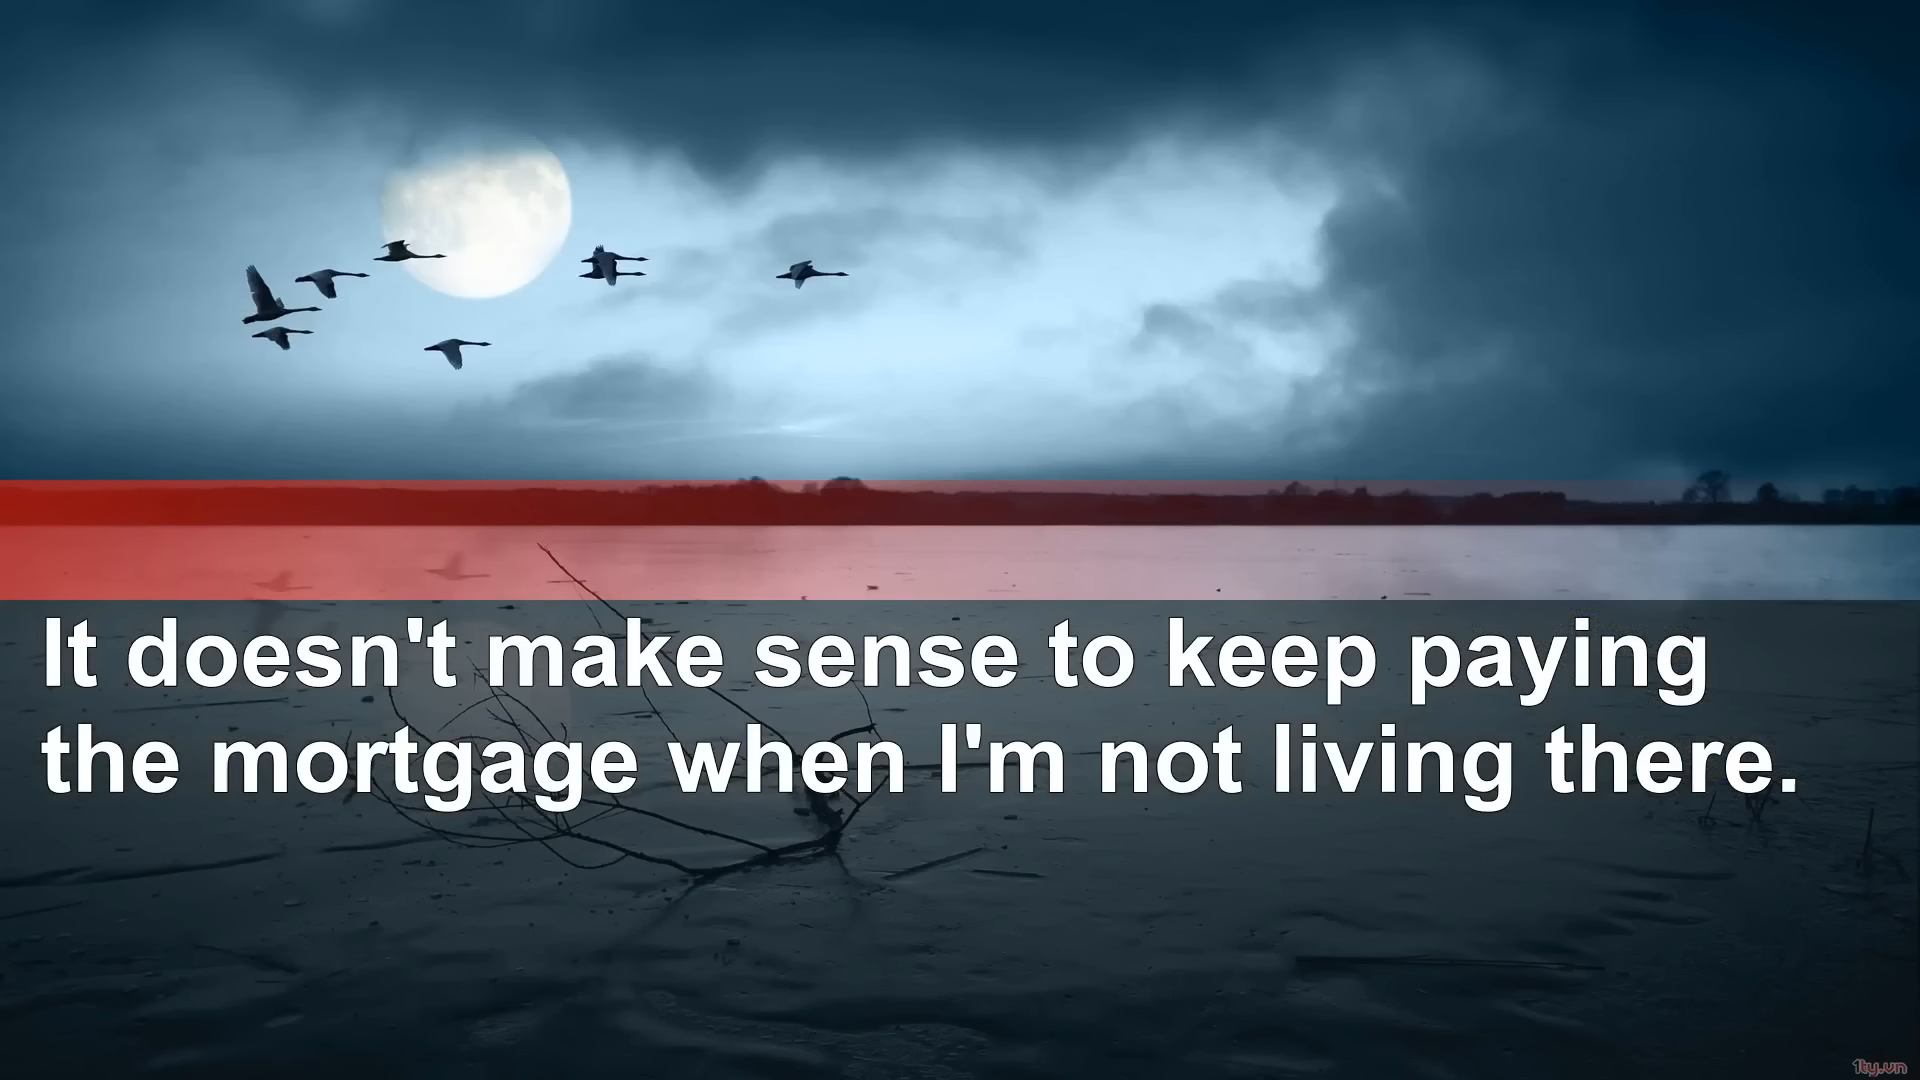 It doesn't make sense to keep paying
the mortgage when I'm not living there.
1ty.vn